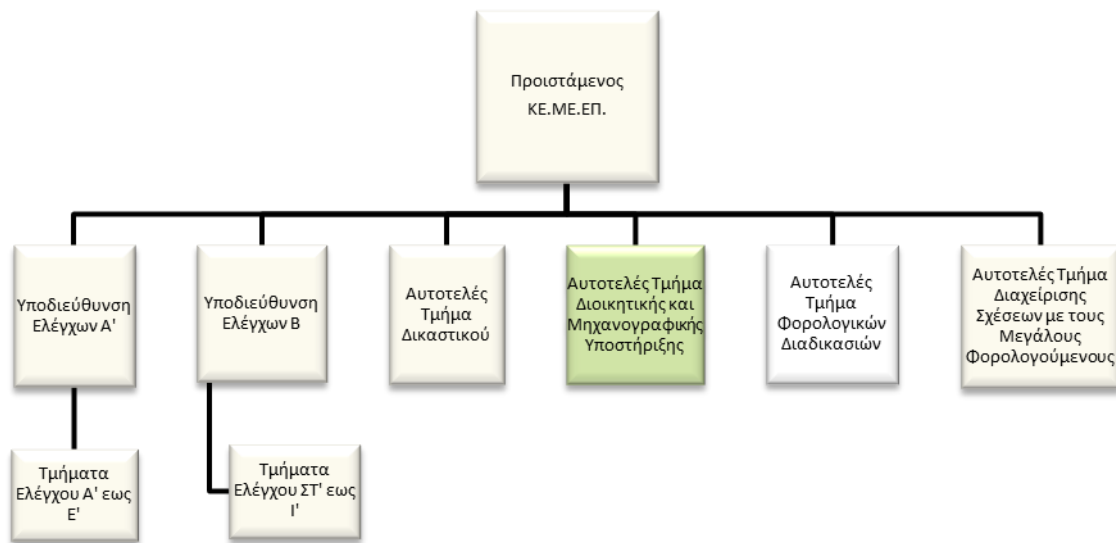 Προιστάμενος
ΚΕ.ΜΕ.ΕΠ.
Υποδιεύθυνση
Ελέγχων Α'
Υποδιεύθυνση
Ελέγχων Β
Αυτοτελές
Τμήμα
Δικαστικού
Αυτοτελές Τμήμα
Διοικητικής και
Μηχανογραφικής
Υποστήριξης
Αυτοτελές
Τμήμα
Φορολογικών
Διαδικασιών
Αυτοτελές Τμήμα
Διαχείρισης
Σχέσεων με τους
Μεγάλους
Φορολογούμενους
Τμήματα
Ελέγχου Α' εως
Ε'
Τμήματα
Ελέγχου ΣΤ' εως
Ι'